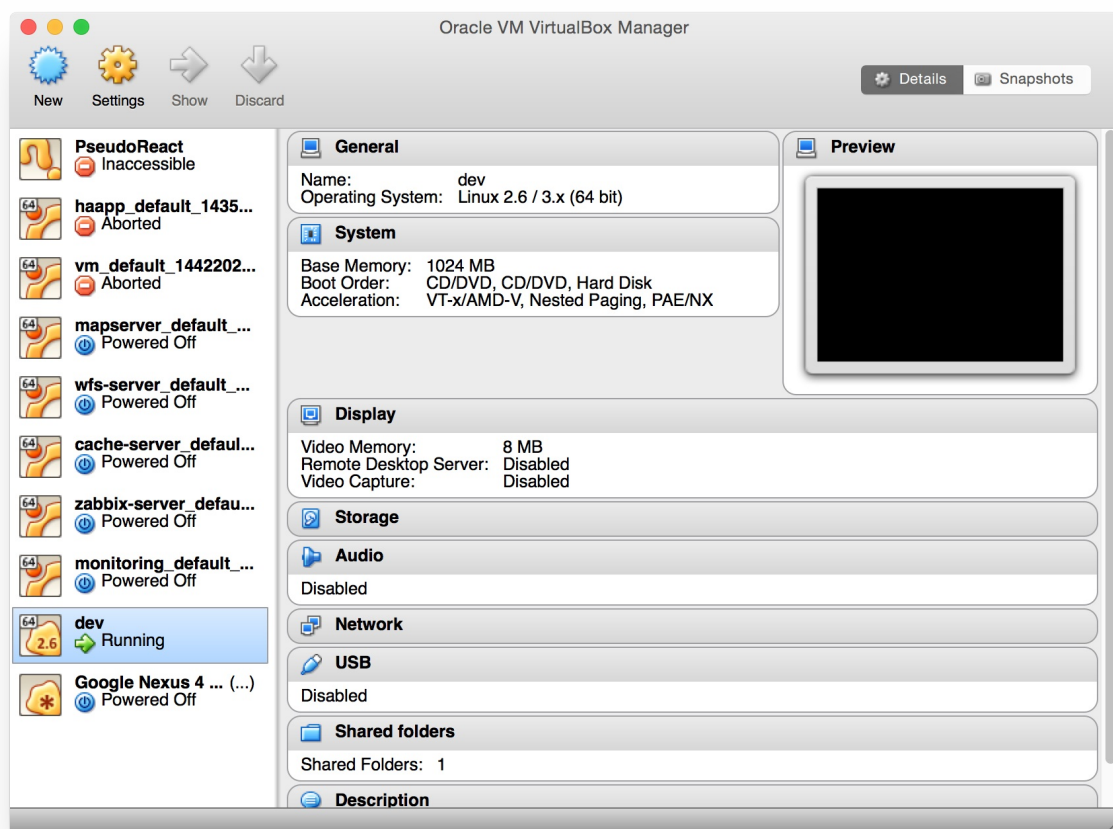 Oracle VM VirtualBox Manager
New
Settings
Show
Discard
Details
Snapshots
PseudoReact
Inaccessible
64
haapp_default_1435...
Aborted
64
vm_default_1442202...
Aborted
64
mapserver_default_...
Powered Off
64
wfs-server_default_...
Powered Off
64
cache-server_defaul...
Powered Off
64
zabbix-server_defau...
Powered Off
64
monitoring_default_...
Powered Off
64
2.6
dev
Running
Google Nexus 4 ... (...)
Powered Off
General
Name: dev
Operating System: Linux 2.6 / 3.x (64 bit)
System
Base Memory: 1024 MB
Boot Order: CD/DVD, CD/DVD, Hard Disk
Acceleration: VT-x/AMD-V, Nested Paging, PAE/NX
Preview
Display
Video Memory: 8 MB
Remote Desktop Server: Disabled
Video Capture: Disabled
Storage
Audio
Disabled
Network
USB
Disabled
Shared folders
Shared Folders: 1
Description